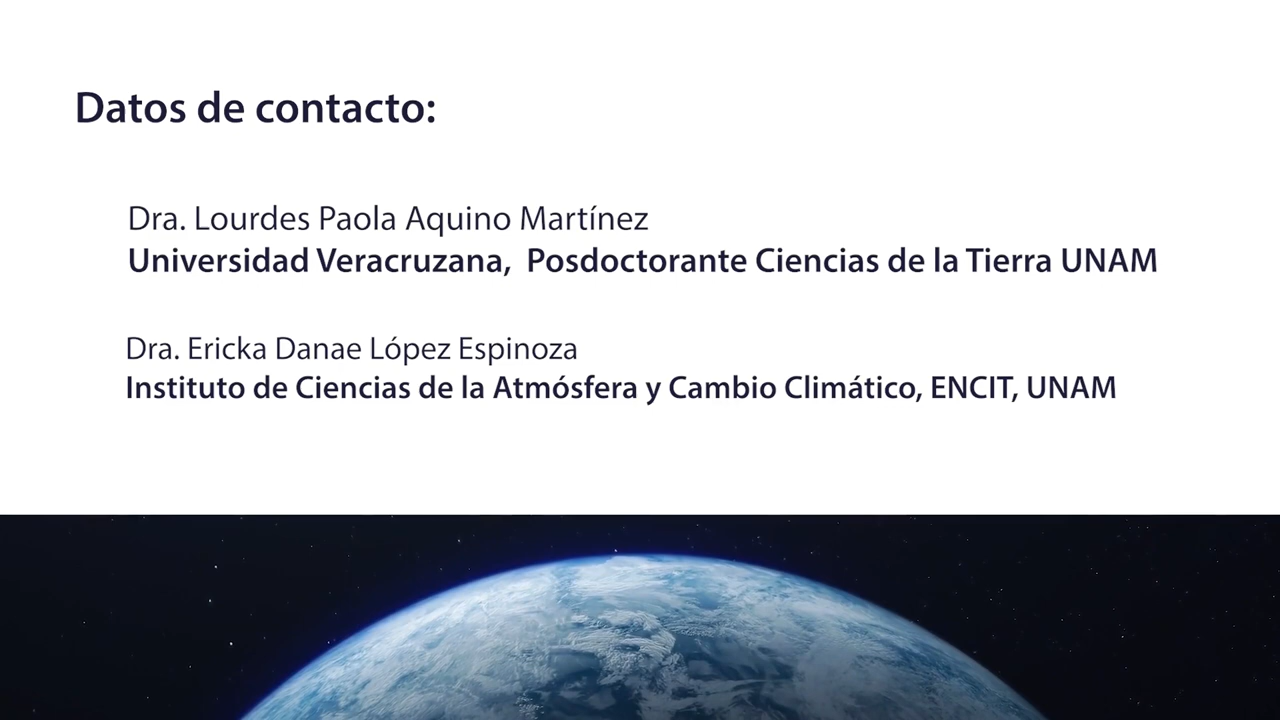 Datos de contacto:
Dra. Lourdes Paola Aquino Martínez
Universidad Veracruzana, Posdoctorante Ciencias de la Tierra UNAM
Dra. Ericka Danae López Espinoza
Instituto de Ciencias de la Atmósfera y Cambio Climático, ENCIT, UNAM